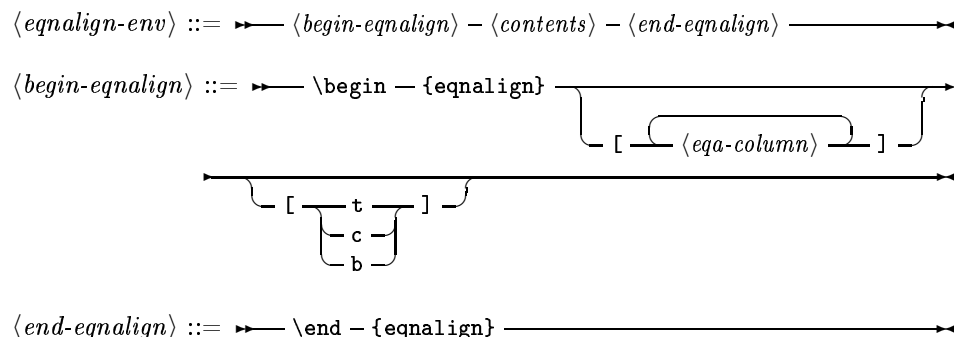 ⟨eqnalign-env⟩ ::= ⟨begin-eqnalign⟩ ⟨contents⟩ ⟨end-eqnalign⟩
⟨begin-eqnalign⟩ ::= \begin {eqnalign}
[ ⟨eqa-column⟩ ]
[ t ]
c
b
⟨end-eqnalign⟩ ::= \end {eqnalign}